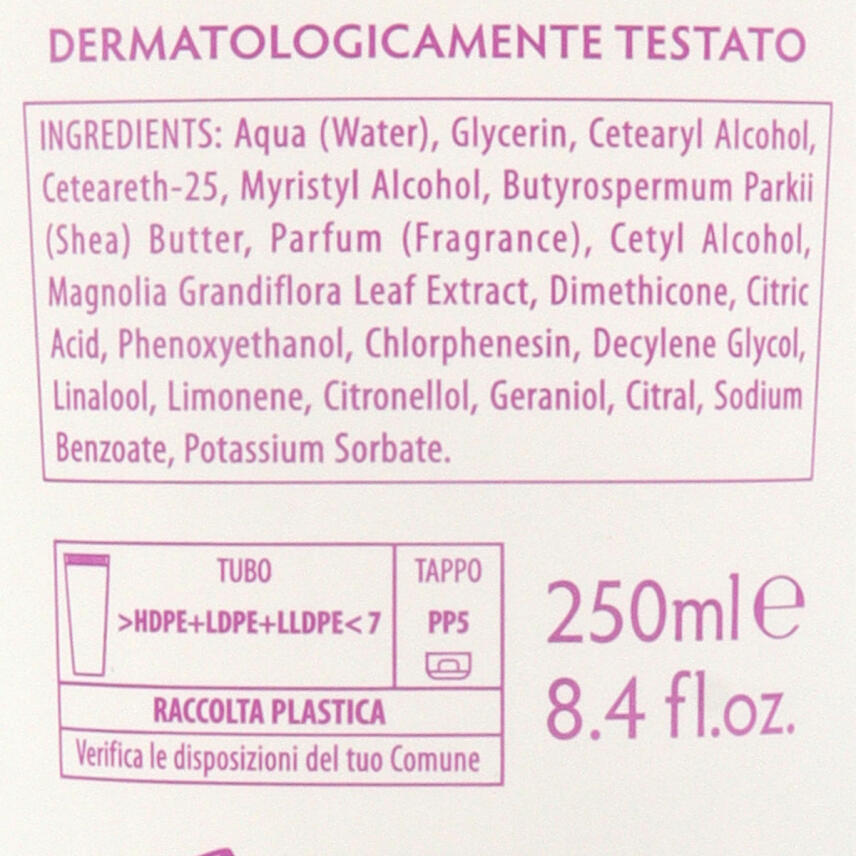 DERMATOLOGICAMENTE TESTATO
INGREDIENTS: Aqua (Water), Glycerin, Cetearyl Alcohol,
Ceteareth-25, Myristyl Alcohol, Butyrospermum Parkii
(Shea) Butter, Parfum (Fragrance), Cetyl Alcohol,
Magnolia Grandiflora Leaf Extract, Dimethicone, Citric
Acid, Phenoxyethanol, Chlorphenesin, Decylene Glycol,
Linalool, Limonene, Citronellol, Geraniol, Citral, Sodium
Benzoate, Potassium Sorbate.
TUBO
>HDPE+LDPE+LLDPE< 7
TAPPO
PP5
RACCOLTA PLASTICA
Verifica le disposizioni del tuo Comune
250ml e
8.4 fl.oz.